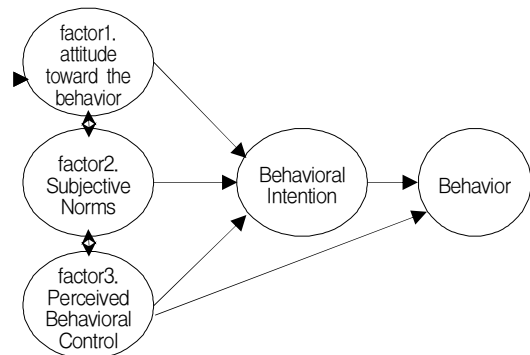 factor1.
attitude
toward the
behavior
factor2.
Subjective
Norms
factor3.
Perceived
Behavioral
Control
Behavioral
Intention
Behavior